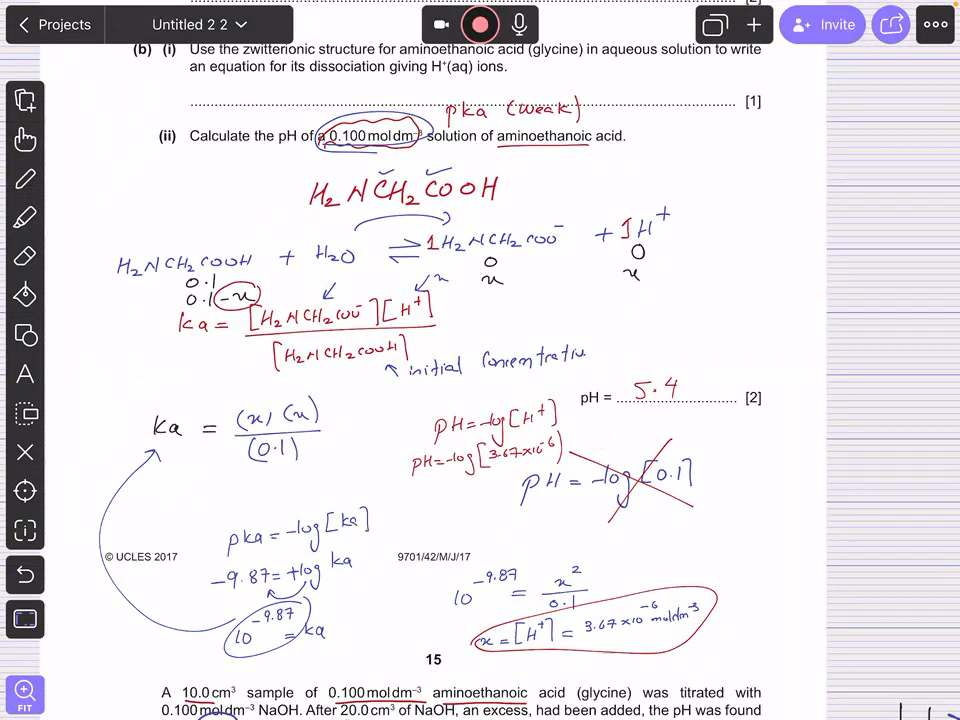 Projects
Untitled 2 2
Invite
[2]
(b) (i) Use the zwitterionic structure for aminoethanoic acid (glycine) in aqueous solution to write
an equation for its dissociation giving H⁺(aq) ions.
[1]
pka (weak)
(ii) Calculate the pH of a 0.100 mol dm⁻³ solution of aminoethanoic acid.
H₂NCH₂COOH
H₂NCH₂COOH + H₂O ⇌ 1H₂NCH₂COO⁻ + 1H⁺
0.1 0 0
0.1-x x x
x
ka = [H₂NCH₂COO⁻][H⁺]
[H₂NCH₂COOH]
initial concentration
pH = 5.4 [2]
ka = (x)(x)
(0.1)
pH=-log[H⁺]
pH=-log[3.67×10⁻⁶]
pH = -log[0.1]
pka = -log[ka]
© UCLES 2017 9701/42/M/J/17
-9.87=+log ka
10^-9.87 = ka
10^-9.87 = x²
0.1
x=[H⁺]= 3.67×10⁻⁶ moldm⁻³
15
A 10.0 cm³ sample of 0.100 mol dm⁻³ aminoethanoic acid (glycine) was titrated with
0.100 mol dm⁻³ NaOH. After 20.0 cm³ of NaOH, an excess, had been added, the pH was found
FIT